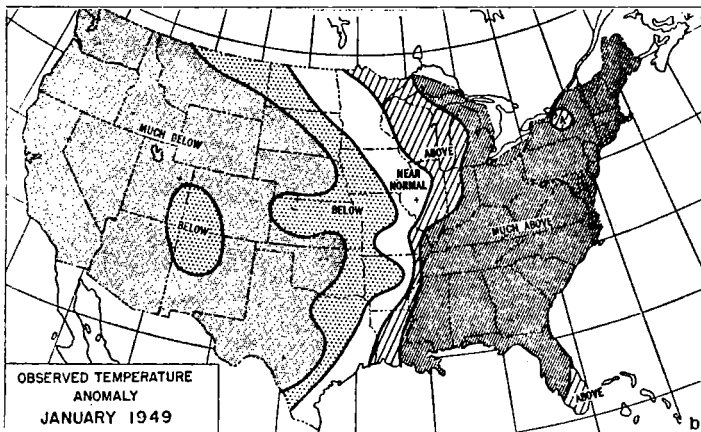 MUCH BELOW
BELOW
BELOW
NEAR
NORMAL
ABOVE
MUCH ABOVE
ABOVE
OBSERVED TEMPERATURE
ANOMALY
JANUARY 1949
b